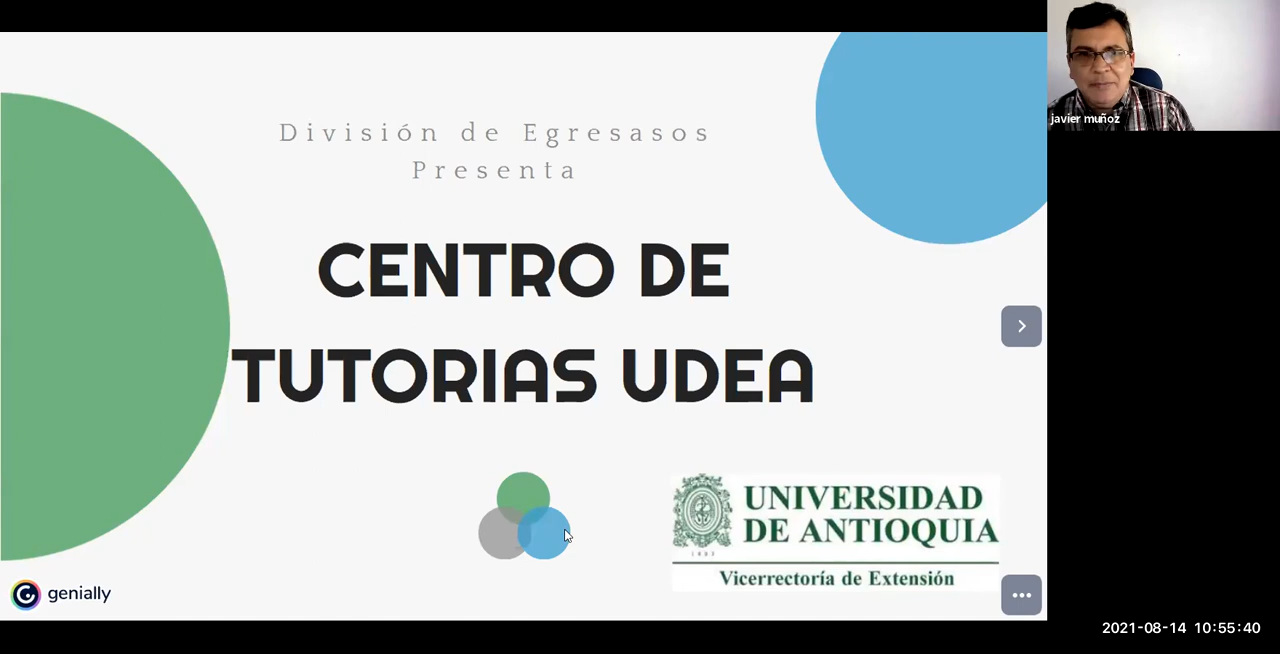 División de Egresasos
Presenta
CENTRO DE
TUTORIAS UDEA
UNIVERSIDAD
DE ANTIOQUIA
1803
Vicerrectoría de Extensión
genially
javier muñoz
2021-08-14 10:55:40